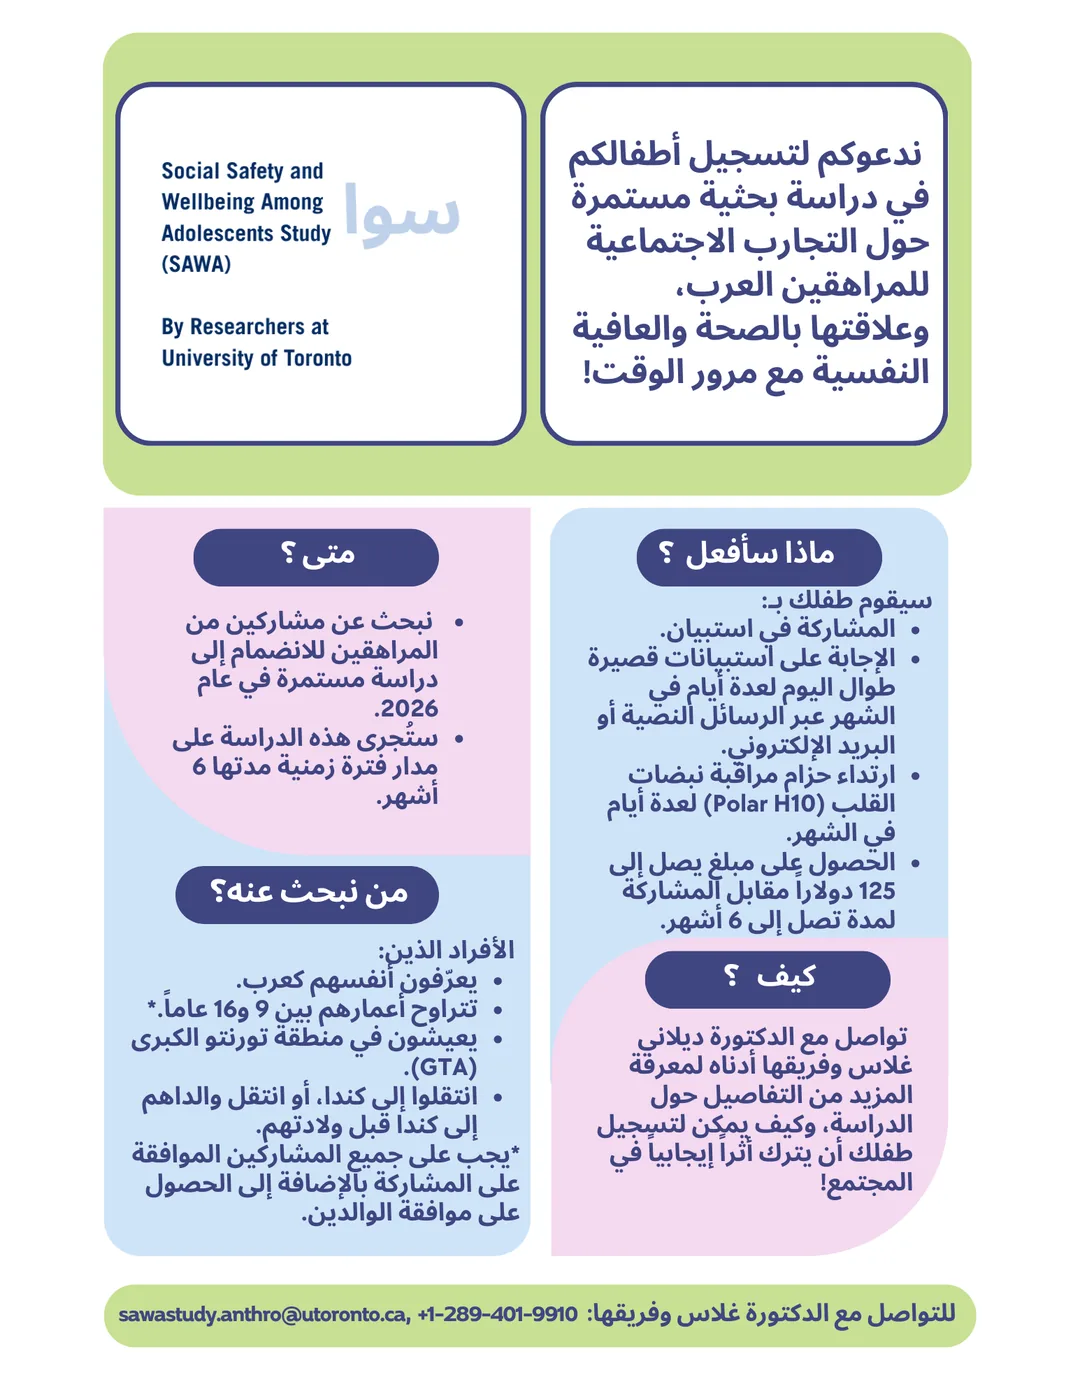 ندعوكم لتسجيل أطفالكم
في دراسة بحثية مستمرة
حول التجارب الاجتماعية
للمراهقين العرب،
وعلاقتها بالصحة والعافية
النفسية مع مرور الوقت!
Social Safety and
Wellbeing Among
Adolescents Study
(SAWA)
سوا
By Researchers at
University of Toronto
ماذا سأفعل ؟
سيقوم طفلك بـ:
• المشاركة في استبيان.
• الإجابة على استبيانات قصيرة
طوال اليوم لعدة أيام في
الشهر عبر الرسائل النصية أو
البريد الإلكتروني.
• ارتداء حزام مراقبة نبضات
القلب (Polar H10) لعدة أيام
في الشهر.
• الحصول على مبلغ يصل إلى
125 دولاراً مقابل المشاركة
لمدة تصل إلى 6 أشهر.
متى ؟
• نبحث عن مشاركين من
المراهقين للانضمام إلى
دراسة مستمرة في عام
2026.
• ستُجرى هذه الدراسة على
مدار فترة زمنية مدتها 6
أشهر.
كيف ؟
تواصل مع الدكتورة ديلاني
غلاس وفريقها أدناه لمعرفة
المزيد من التفاصيل حول
الدراسة، وكيف يمكن لتسجيل
طفلك أن يترك أثراً إيجابياً في
المجتمع!
من نبحث عنه؟
الأفراد الذين:
• يعرّفون أنفسهم كعرب.
• تتراوح أعمارهم بين 9 و16 عاماً.*
• يعيشون في منطقة تورنتو الكبرى
(GTA).
• انتقلوا إلى كندا، أو انتقل والداهم
إلى كندا قبل ولادتهم.
*يجب على جميع المشاركين الموافقة
على المشاركة بالإضافة إلى الحصول
على موافقة الوالدين.
للتواصل مع الدكتورة غلاس وفريقها: sawastudy.anthro@utoronto.ca, +1-289-401-9910